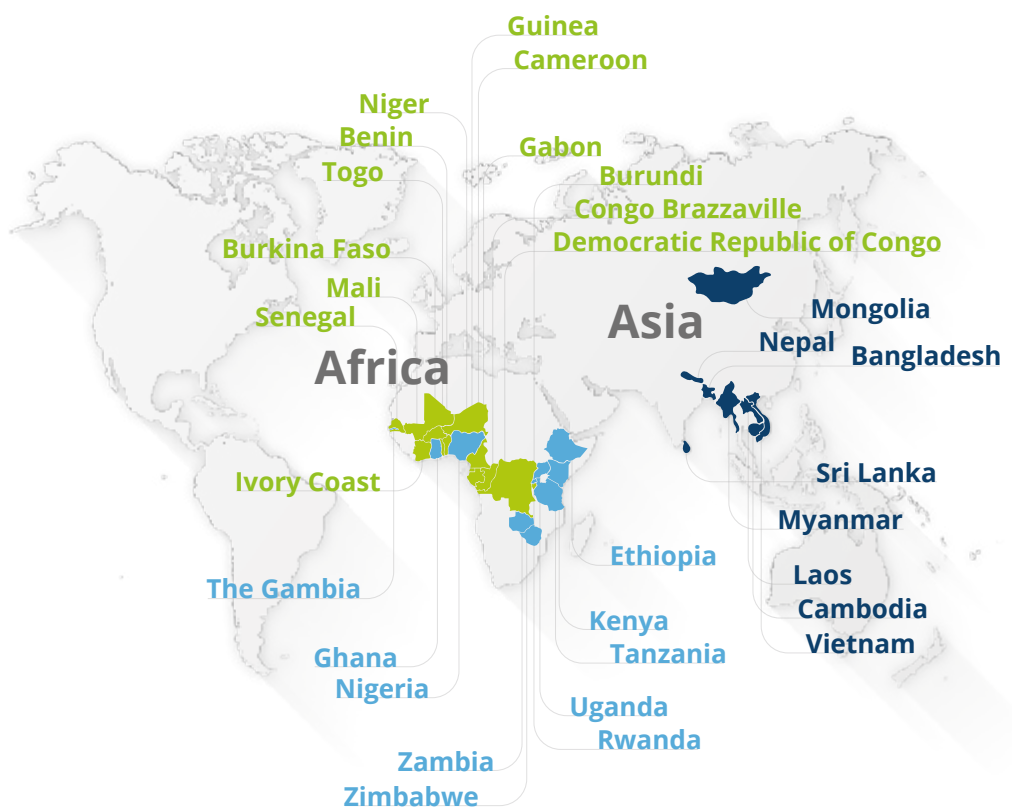 Guinea
Cameroon
Niger
Benin
Gabon
Togo
Burundi
Congo Brazzaville
Democratic Republic of Congo
Burkina Faso
Mali
Mongolia
Senegal
Asia
Nepal
Bangladesh
Africa
Sri Lanka
Ivory Coast
Myanmar
Ethiopia
Laos
The Gambia
Cambodia
Kenya
Vietnam
Tanzania
Ghana
Nigeria
Uganda
Rwanda
Zambia
Zimbabwe